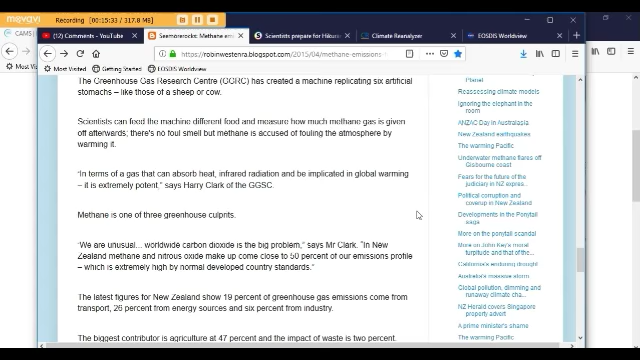 movavi
Recording
00:15:33 / 317.8 MB
(1) Comments - YouTube
Seemorerocks: Methane emis
Scientists prepare for Hikura
Climate Reanalyzer
EOSDIS Worldview
https://robinwestenra.blogspot.com/2015/04/methane-emissions-
Most Visited
Getting Started
EOSDIS Worldview
CAMS
Most Vis
The Greenhouse Gas Research Centre (GGRC) has created a machine replicating six artificial
stomachs – like those of a sheep or cow.
Scientists can feed the machine different food and measure how much methane gas is given
off afterwards; there's no foul smell but methane is accused of fouling the atmosphere by
warming it.
"In terms of a gas that can absorb heat, infrared radiation and be implicated in global warming
– it is extremely potent," says Harry Clark of the GGSC.
Methane is one of three greenhouse culprits.
"We are unusual... worldwide carbon dioxide is the big problem," says Mr Clark. "In New
Zealand methane and nitrous oxide make up come close to 50 percent of our emissions profile
– which is extremely high by normal developed country standards."
The latest figures for New Zealand show 19 percent of greenhouse gas emissions come from
transport, 26 percent from energy sources and six percent from industry.
The biggest contributor is agriculture at 47 percent and the impact of waste is two percent.
Planet
Reassessing climate models
Ignoring the elephant in the
room
ANZAC Day in Australasia
New Zealand earthquakes
The warming Pacific
Underwater methane flares off
Gisbourne coast
Fears for the future of the
judiciary in NZ expres...
Political corruption and
coverup in New Zealand
Developments in the Ponytail
saga
More on the ponytail scandal
More on John Key's moral
turpitude and that of the...
California's enduring drought
Australia's massive storm
Global pollution, dimming and
runaway climate cha...
NZ Herald covers Singapore
properly advert
A prime minister's shame
The warming Pacific